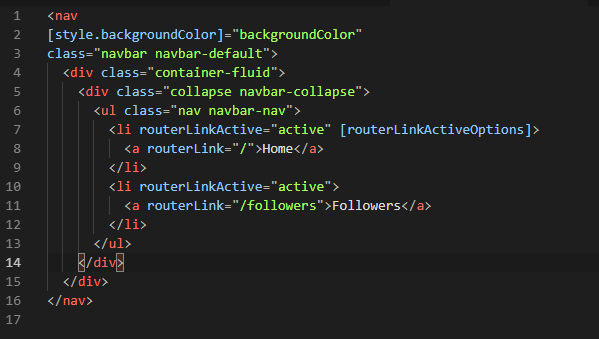 1 <nav
2 [style.backgroundColor]="backgroundColor"
3 class="navbar navbar-default">
4   <div class="container-fluid">
5     <div class="collapse navbar-collapse">
6       <ul class="nav navbar-nav">
7         <li routerLinkActive="active" [routerLinkActiveOptions]>
8           <a routerLink="/">Home</a>
9         </li>
10         <li routerLinkActive="active">
11           <a routerLink="/followers">Followers</a>
12         </li>
13       </ul>
14     </div>
15   </div>
16 </nav>
17